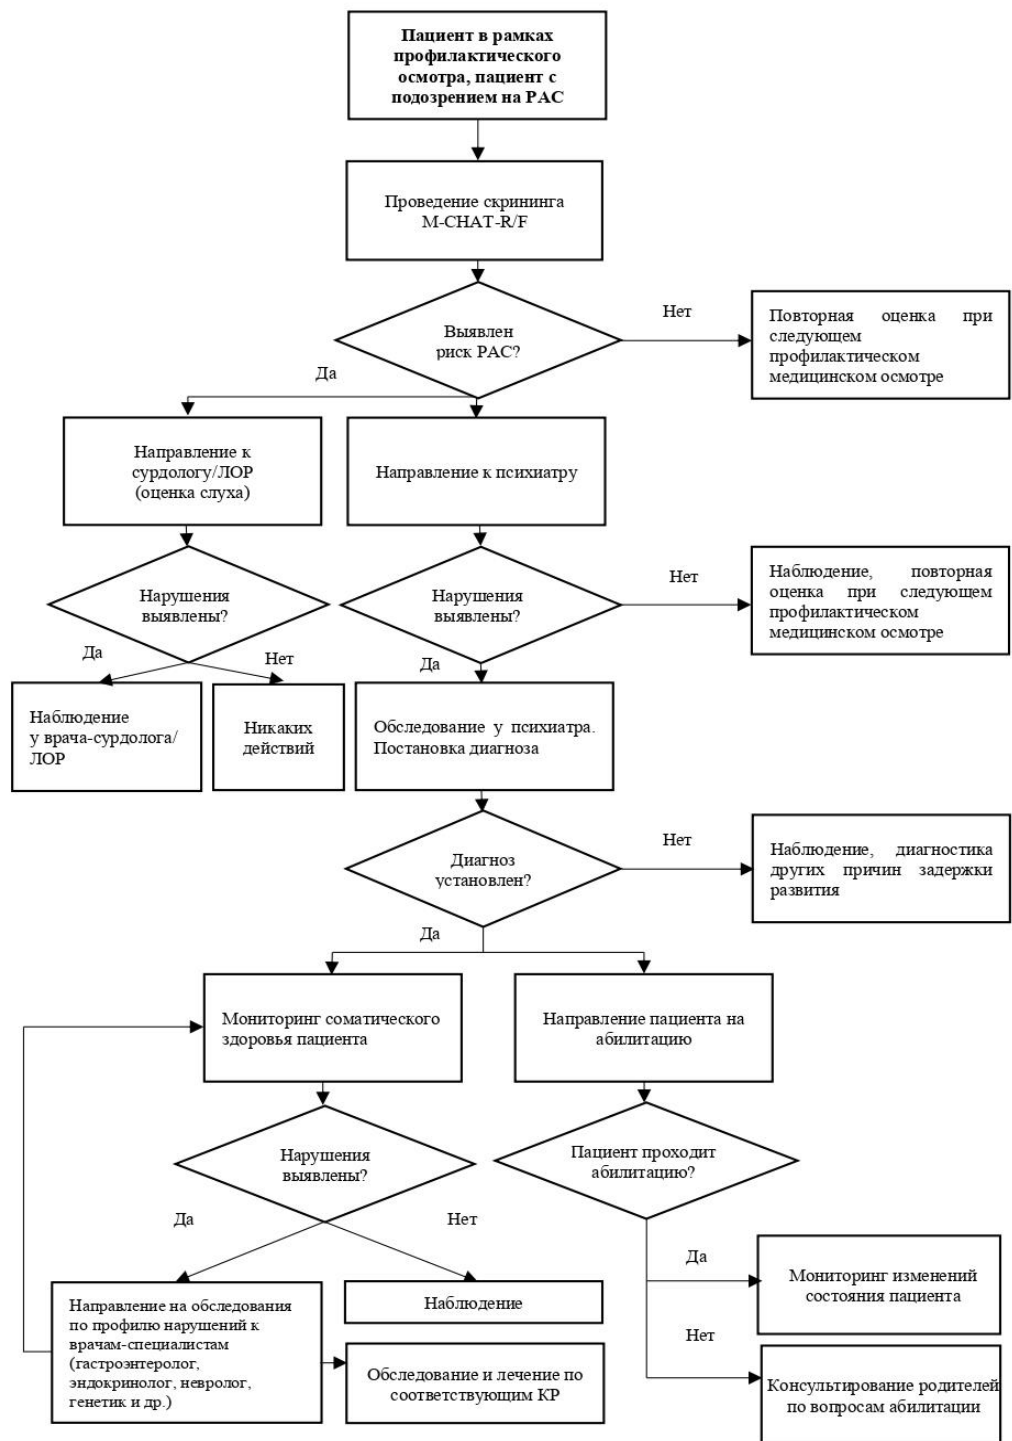 Пациент в рамках
профилактического
осмотра, пациент с
подозрением на РАС
Проведение скрининга
M-CHAT-R/F
Выявлен
риск РАС?
Нет
Повторная оценка при
следующем
профилактическом
медицинском осмотре
Да
Направление к
сурдологу/ЛОР
(оценка слуха)
Направление к психиатру
Нарушения
выявлены?
Нарушения
выявлены?
Нет
Наблюдение, повторная
оценка при следующем
профилактическом
медицинском осмотре
Да
Нет
Да
Наблюдение
у врача-сурдолога/
ЛОР
Никаких
действий
Обследование у психиатра.
Постановка диагноза
Диагноз
установлен?
Нет
Наблюдение, диагностика
других причин задержки
развития
Да
Мониторинг соматического
здоровья пациента
Направление пациента на
абилитацию
Нарушения
выявлены?
Пациент проходит
абилитацию?
Да
Нет
Да
Мониторинг изменений
состояния пациента
Направление на обследования
по профилю нарушений к
врачам-специалистам
(гастроэнтеролог,
эндокринолог, невролог,
генетик и др.)
Наблюдение
Обследование и лечение по
соответствующим КР
Нет
Консультирование родителей
по вопросам абилитации